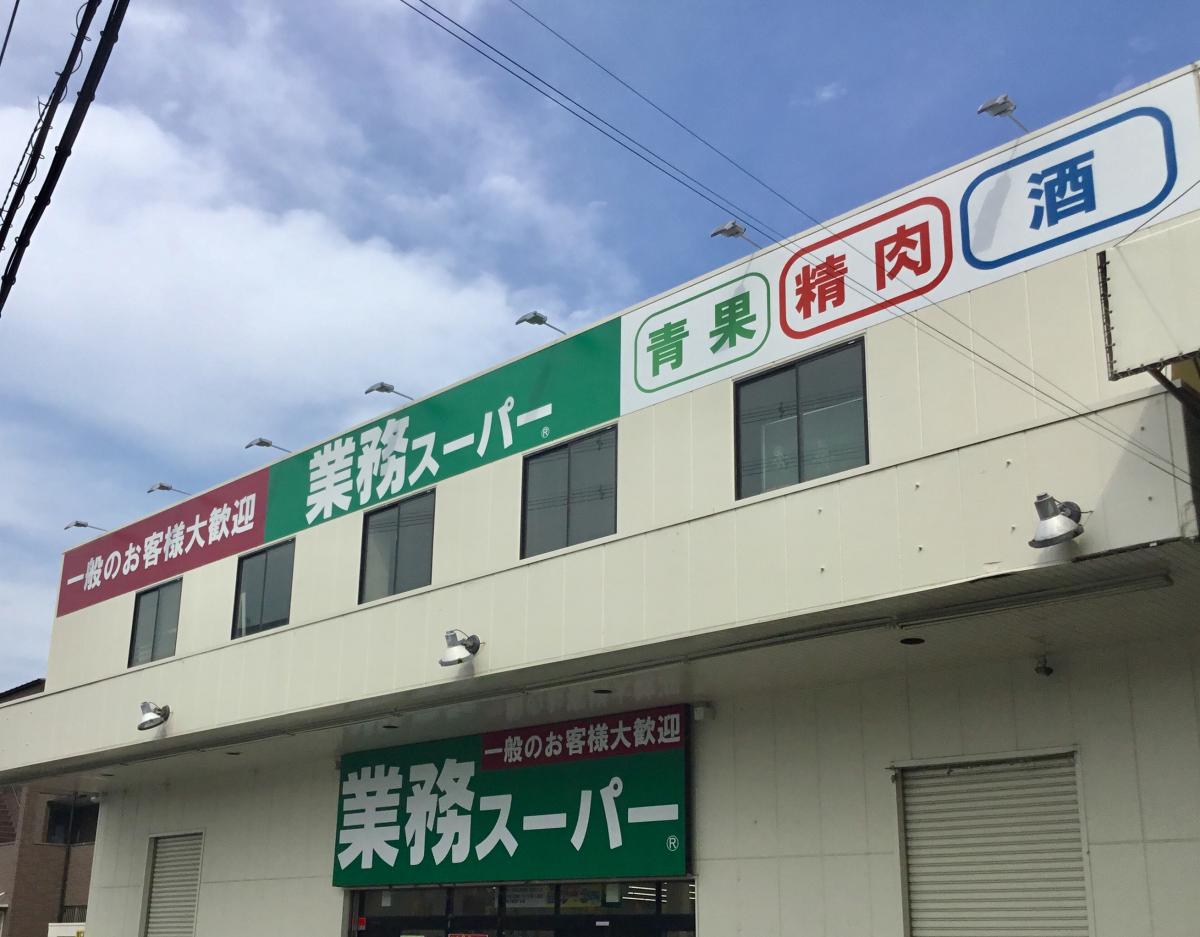 一般のお客様大歓迎
業務スーパー®
青果
精肉
酒
一般のお客様大歓迎
業務スーパー®